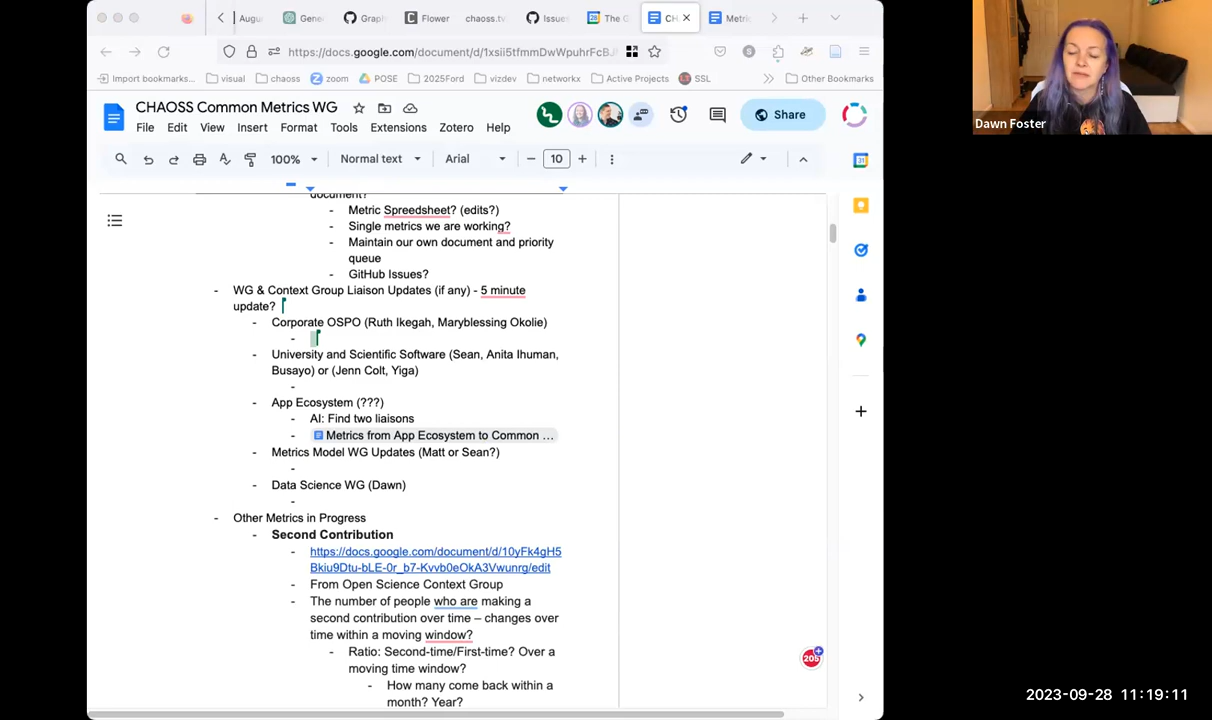 Augu
Gene
Grap
Flower
chaoss.tv
Issues
The C
CH
Metric
https://docs.google.com/document/d/1xsii5tfmmDwWpuhrFcBJ
Import bookmarks...
visual
chaoss
zoom
POSE
2025Ford
vizdev
networkx
Active Projects
SSL
Other Bookmarks
CHAOSS Common Metrics WG
File Edit View Insert Format Tools Extensions Zotero Help
Share
100%
Normal text
Arial
10
document?
- Metric Spreedsheet? (edits?)
- Single metrics we are working?
- Maintain our own document and priority
queue
- GitHub Issues?
- WG & Context Group Liaison Updates (if any) - 5 minute
update?
- Corporate OSPO (Ruth Ikegah, Maryblessing Okolie)
-
- University and Scientific Software (Sean, Anita Ihuman,
Busayo) or (Jenn Colt, Yiga)
-
- App Ecosystem (???)
- AI: Find two liaisons
- Metrics from App Ecosystem to Common ...
- Metrics Model WG Updates (Matt or Sean?)
-
- Data Science WG (Dawn)
-
- Other Metrics in Progress
- Second Contribution
- https://docs.google.com/document/d/10yFk4gH5
Bkiu9Dtu-bLE-0r_b7-Kvvb0eOkA3Vwunrg/edit
- From Open Science Context Group
- The number of people who are making a
second contribution over time – changes over
time within a moving window?
- Ratio: Second-time/First-time? Over a
moving time window?
- How many come back within a
month? Year?
205
Dawn Foster
2023-09-28 11:19:11